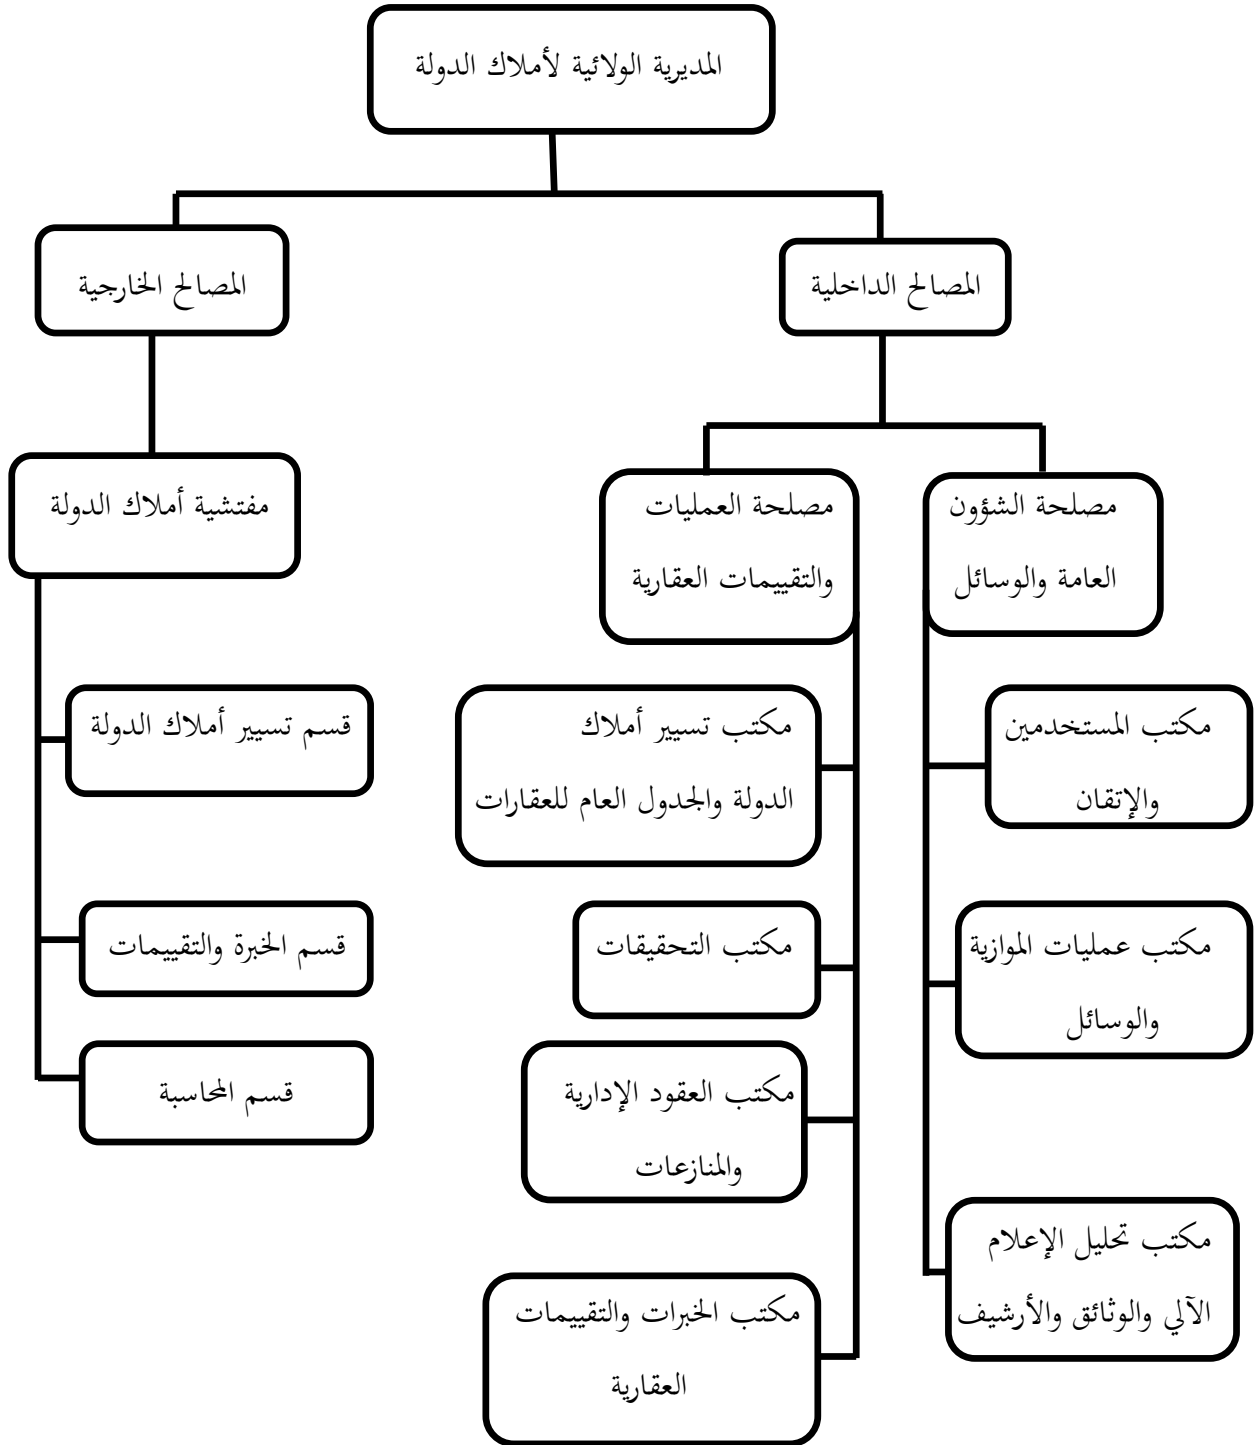 المديرية الولائية لأملاك الدولة
المصالح الداخلية
المصالح الخارجية
مصلحة الشؤون
العامة والوسائل
مصلحة العمليات
والتقييمات العقارية
مفتشية أملاك الدولة
مكتب المستخدمين
والإتقان
مكتب عمليات الموازية
والوسائل
مكتب تحليل الإعلام
الآلي والوثائق والأرشيف
مكتب تسيير أملاك
الدولة والجدول العام للعقارات
مكتب التحقيقات
مكتب العقود الإدارية
والمنازعات
مكتب الخبرات والتقييمات
العقارية
قسم تسيير أملاك الدولة
قسم الخبرة والتقييمات
قسم المحاسبة